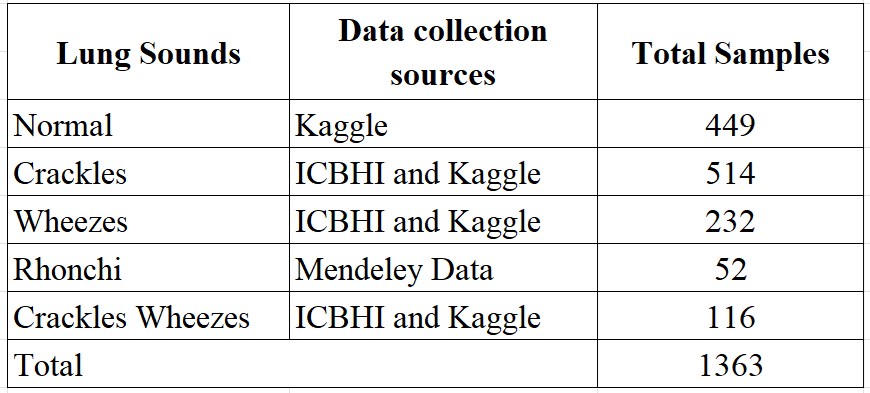 Lung Sounds Data collection sources Total Samples
Normal Kaggle 449
Crackles ICBHI and Kaggle 514
Wheezes ICBHI and Kaggle 232
Rhonchi Mendeley Data 52
Crackles Wheezes ICBHI and Kaggle 116
Total 1363